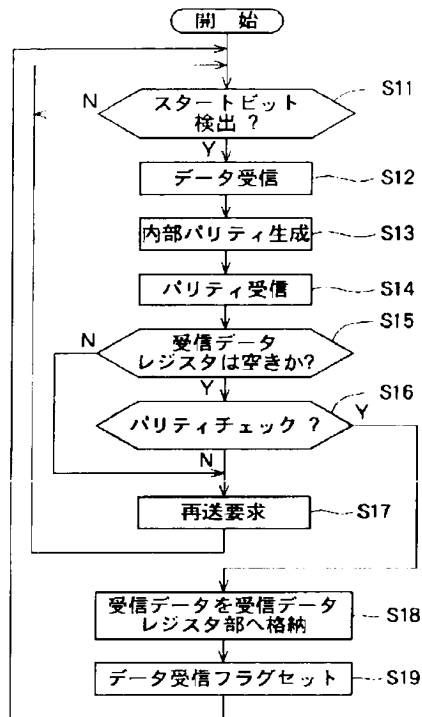 開 始
N
スタートビット
検出 ?
S11
Y
データ受信
S12
内部パリティ生成
S13
パリティ受信
S14
N
受信データ
レジスタは空きか?
S15
Y
パリティチェック ?
S16
Y
N
再送要求
S17
受信データを受信データ
レジスタ部へ格納
S18
データ受信フラグセット
S19